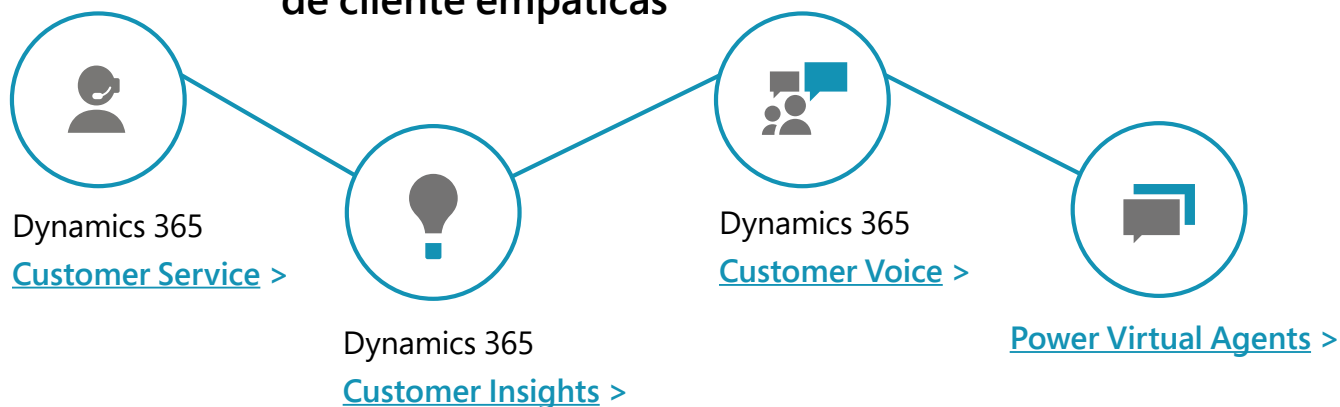 de cliente empáticas
Dynamics 365
Customer Service >
Dynamics 365
Customer Insights >
Dynamics 365
Customer Voice >
Power Virtual Agents >